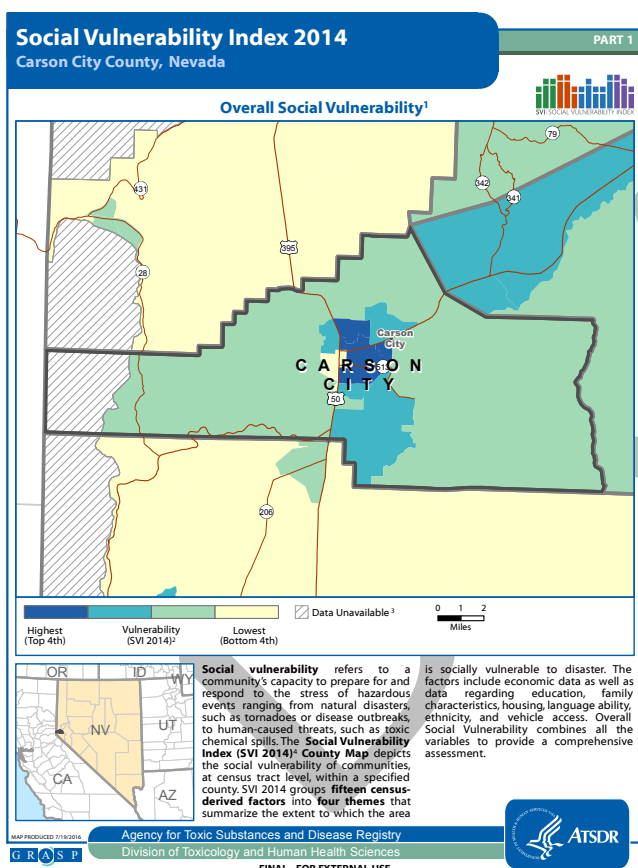 Social Vulnerability Index 2014
PART 1
Carson City County, Nevada
SVI: SOCIAL VULNERABILITY INDEX
Overall Social Vulnerability¹
79
431
342
341
395
28
Carson
City
513
CARSON
CITY
50
206
Highest
(Top 4th)
Vulnerability
(SVI 2014)²
Lowest
(Bottom 4th)
Data Unavailable ³
0 1 2
Miles
OR
ID
WY
NV
UT
CA
AZ
Social vulnerability refers to a
community's capacity to prepare for and
respond to the stress of hazardous
events ranging from natural disasters,
such as tornadoes or disease outbreaks,
to human-caused threats, such as toxic
chemical spills. The Social Vulnerability
Index (SVI 2014)⁴ County Map depicts
the social vulnerability of communities,
at census tract level, within a specified
county. SVI 2014 groups fifteen census-
derived factors into four themes that
summarize the extent to which the area
is socially vulnerable to disaster. The
factors include economic data as well as
data regarding education, family
characteristics, housing, language ability,
ethnicity, and vehicle access. Overall
Social Vulnerability combines all the
variables to provide a comprehensive
assessment.
MAP PRODUCED 7/19/2016
Agency for Toxic Substances and Disease Registry
GRASP
Division of Toxicology and Human Health Sciences
ATSDR
FINAL - FOR EXTERNAL USE